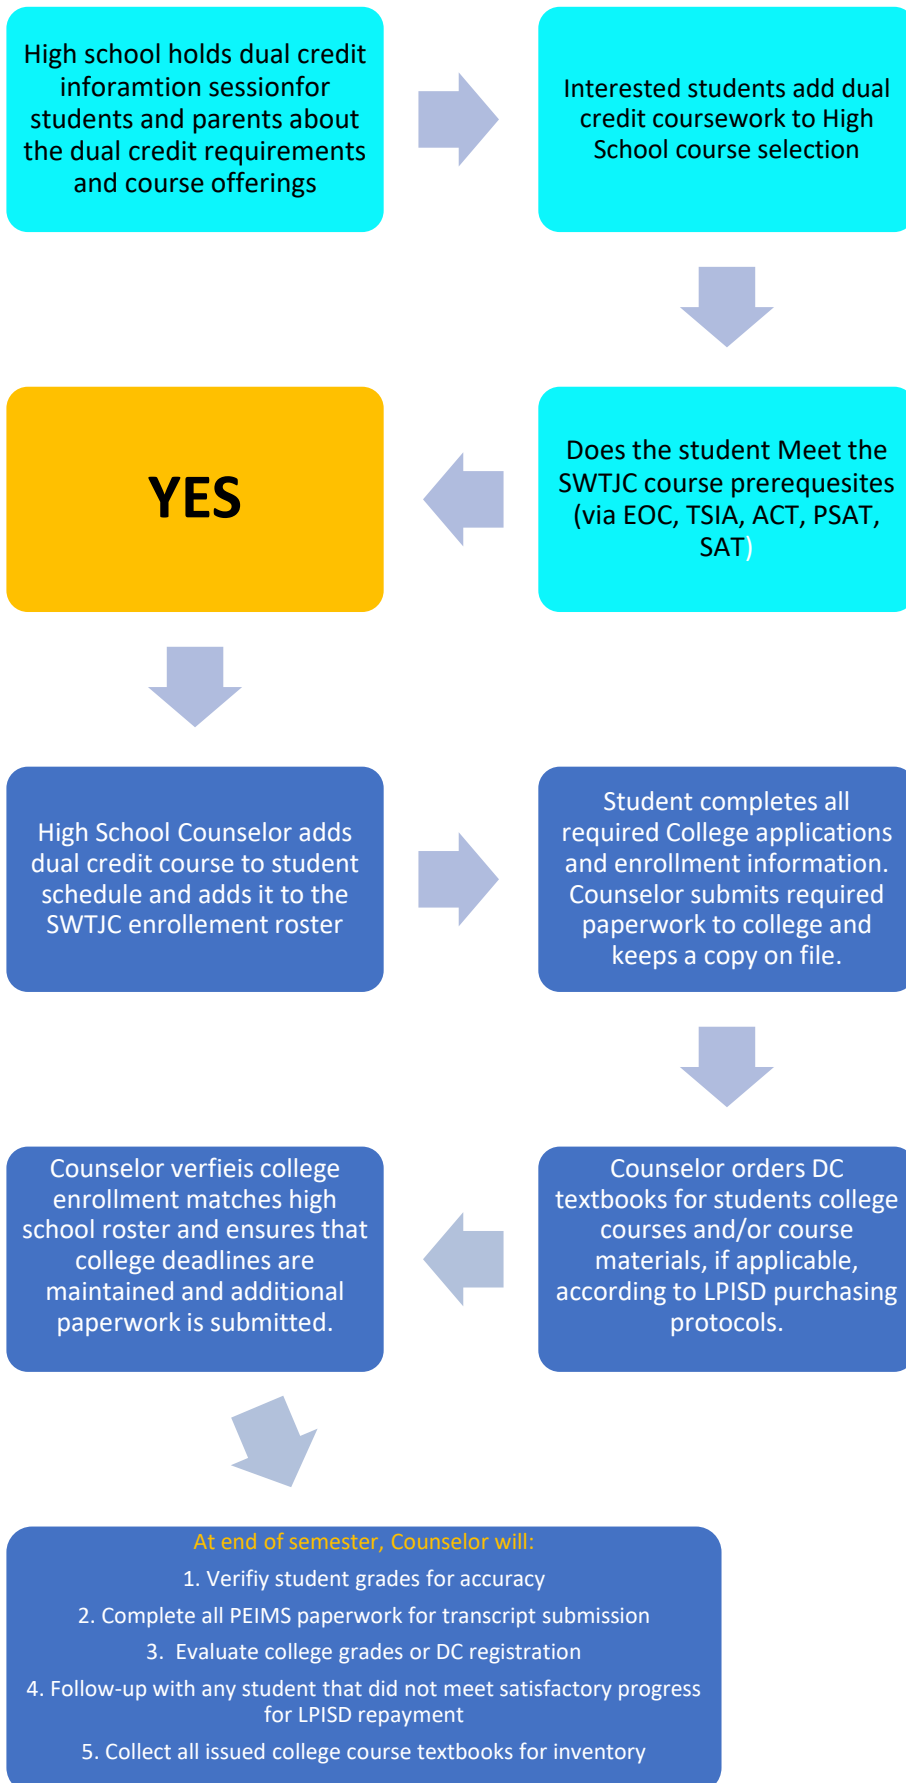 High school holds dual credit
inforamtion sessionfor
students and parents about
the dual credit requirements
and course offerings
Interested students add dual
credit coursework to High
School course selection
Does the student Meet the
SWTJC course prerequesites
(via EOC, TSIA, ACT, PSAT,
SAT)
YES
High School Counselor adds
dual credit course to student
schedule and adds it to the
SWTJC enrollement roster
Student completes all
required College applications
and enrollment information.
Counselor submits required
paperwork to college and
keeps a copy on file.
Counselor orders DC
textbooks for students college
courses and/or course
materials, if applicable,
according to LPISD purchasing
protocols.
Counselor verfieis college
enrollment matches high
school roster and ensures that
college deadlines are
maintained and additional
paperwork is submitted.
At end of semester, Counselor will:
1. Verifiy student grades for accuracy
2. Complete all PEIMS paperwork for transcript submission
3. Evaluate college grades or DC registration
4. Follow-up with any student that did not meet satisfactory progress
for LPISD repayment
5. Collect all issued college course textbooks for inventory